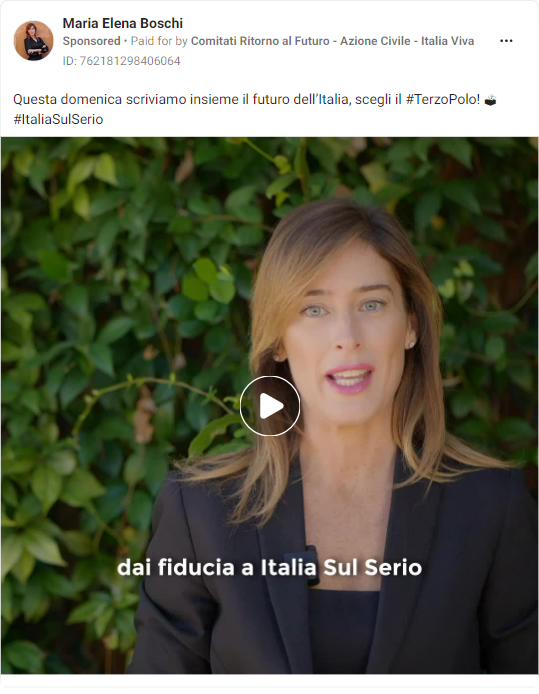 Maria Elena Boschi
Sponsored • Paid for by Comitati Ritorno al Futuro - Azione Civile - Italia Viva
ID: 762181298406064
Questa domenica scriviamo insieme il futuro dell'Italia, scegli il #TerzoPolo! 🗳
#ItaliaSulSerio
dai fiducia a Italia Sul Serio